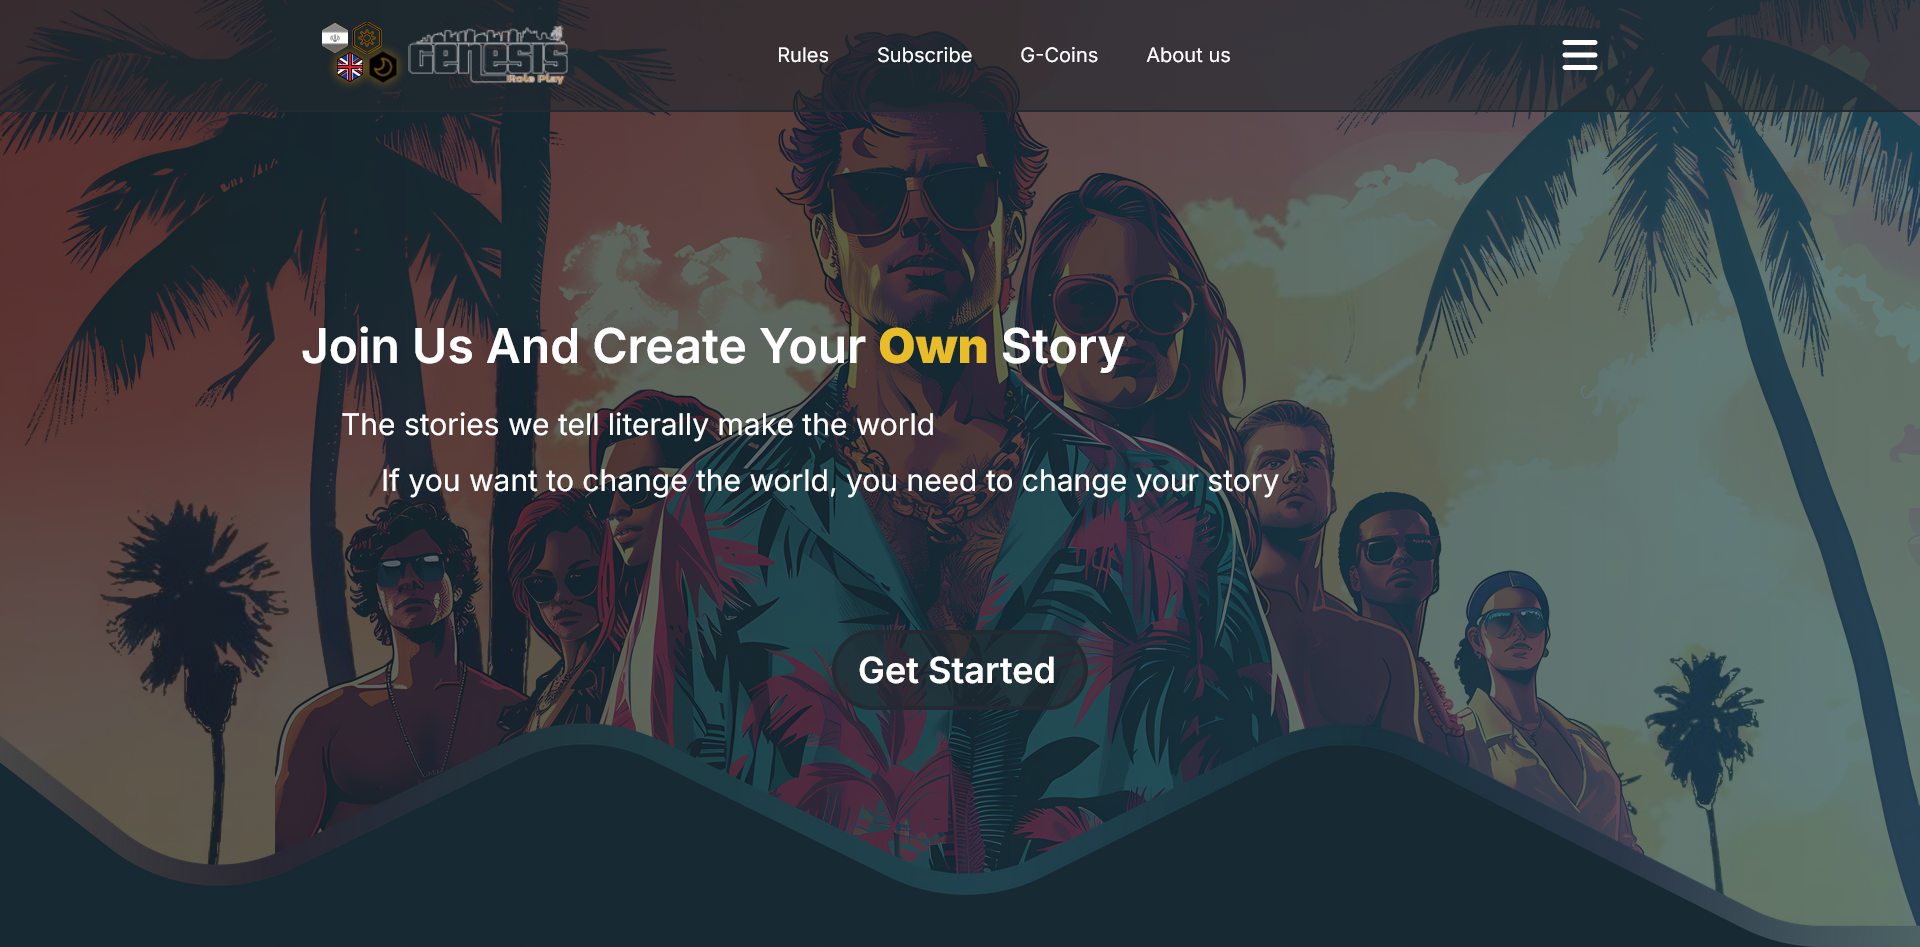 Genesis
Role Play
Rules
Subscribe
G-Coins
About us
Join Us And Create Your Own Story
The stories we tell literally make the world
If you want to change the world, you need to change your story
Get Started